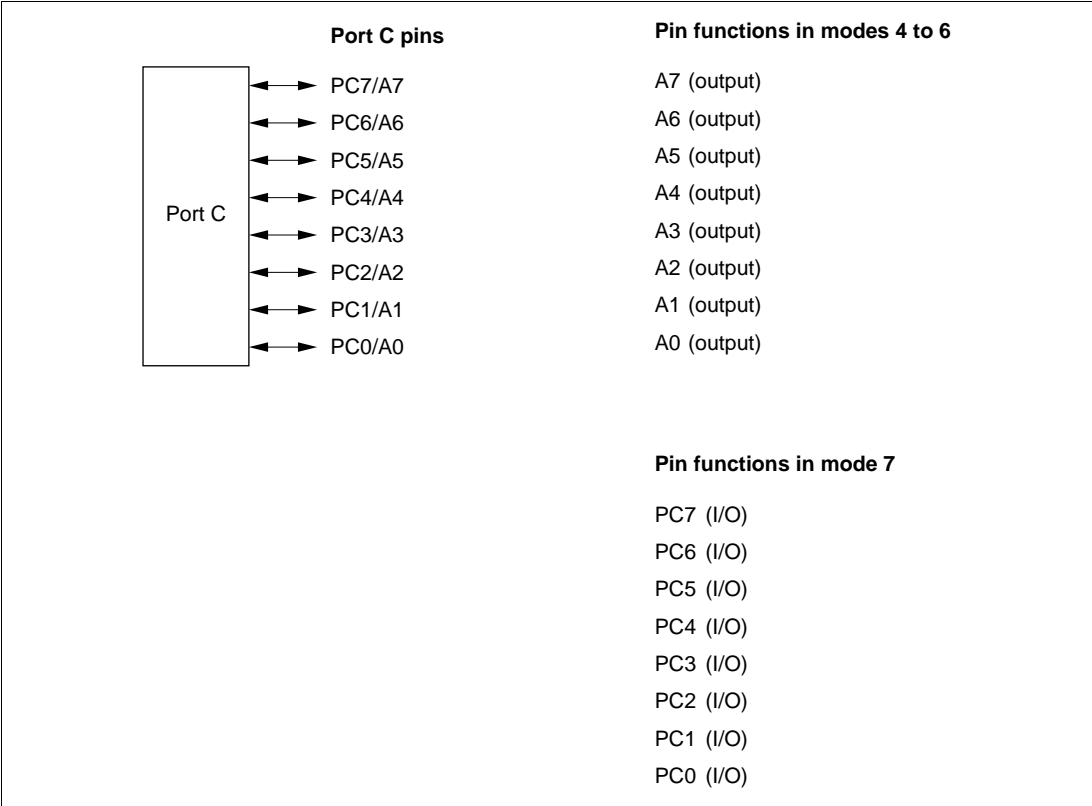 Port C pins
Pin functions in modes 4 to 6
Port C
PC7/A7
A7 (output)
PC6/A6
A6 (output)
PC5/A5
A5 (output)
PC4/A4
A4 (output)
PC3/A3
A3 (output)
PC2/A2
A2 (output)
PC1/A1
A1 (output)
PC0/A0
A0 (output)
Pin functions in mode 7
PC7 (I/O)
PC6 (I/O)
PC5 (I/O)
PC4 (I/O)
PC3 (I/O)
PC2 (I/O)
PC1 (I/O)
PC0 (I/O)